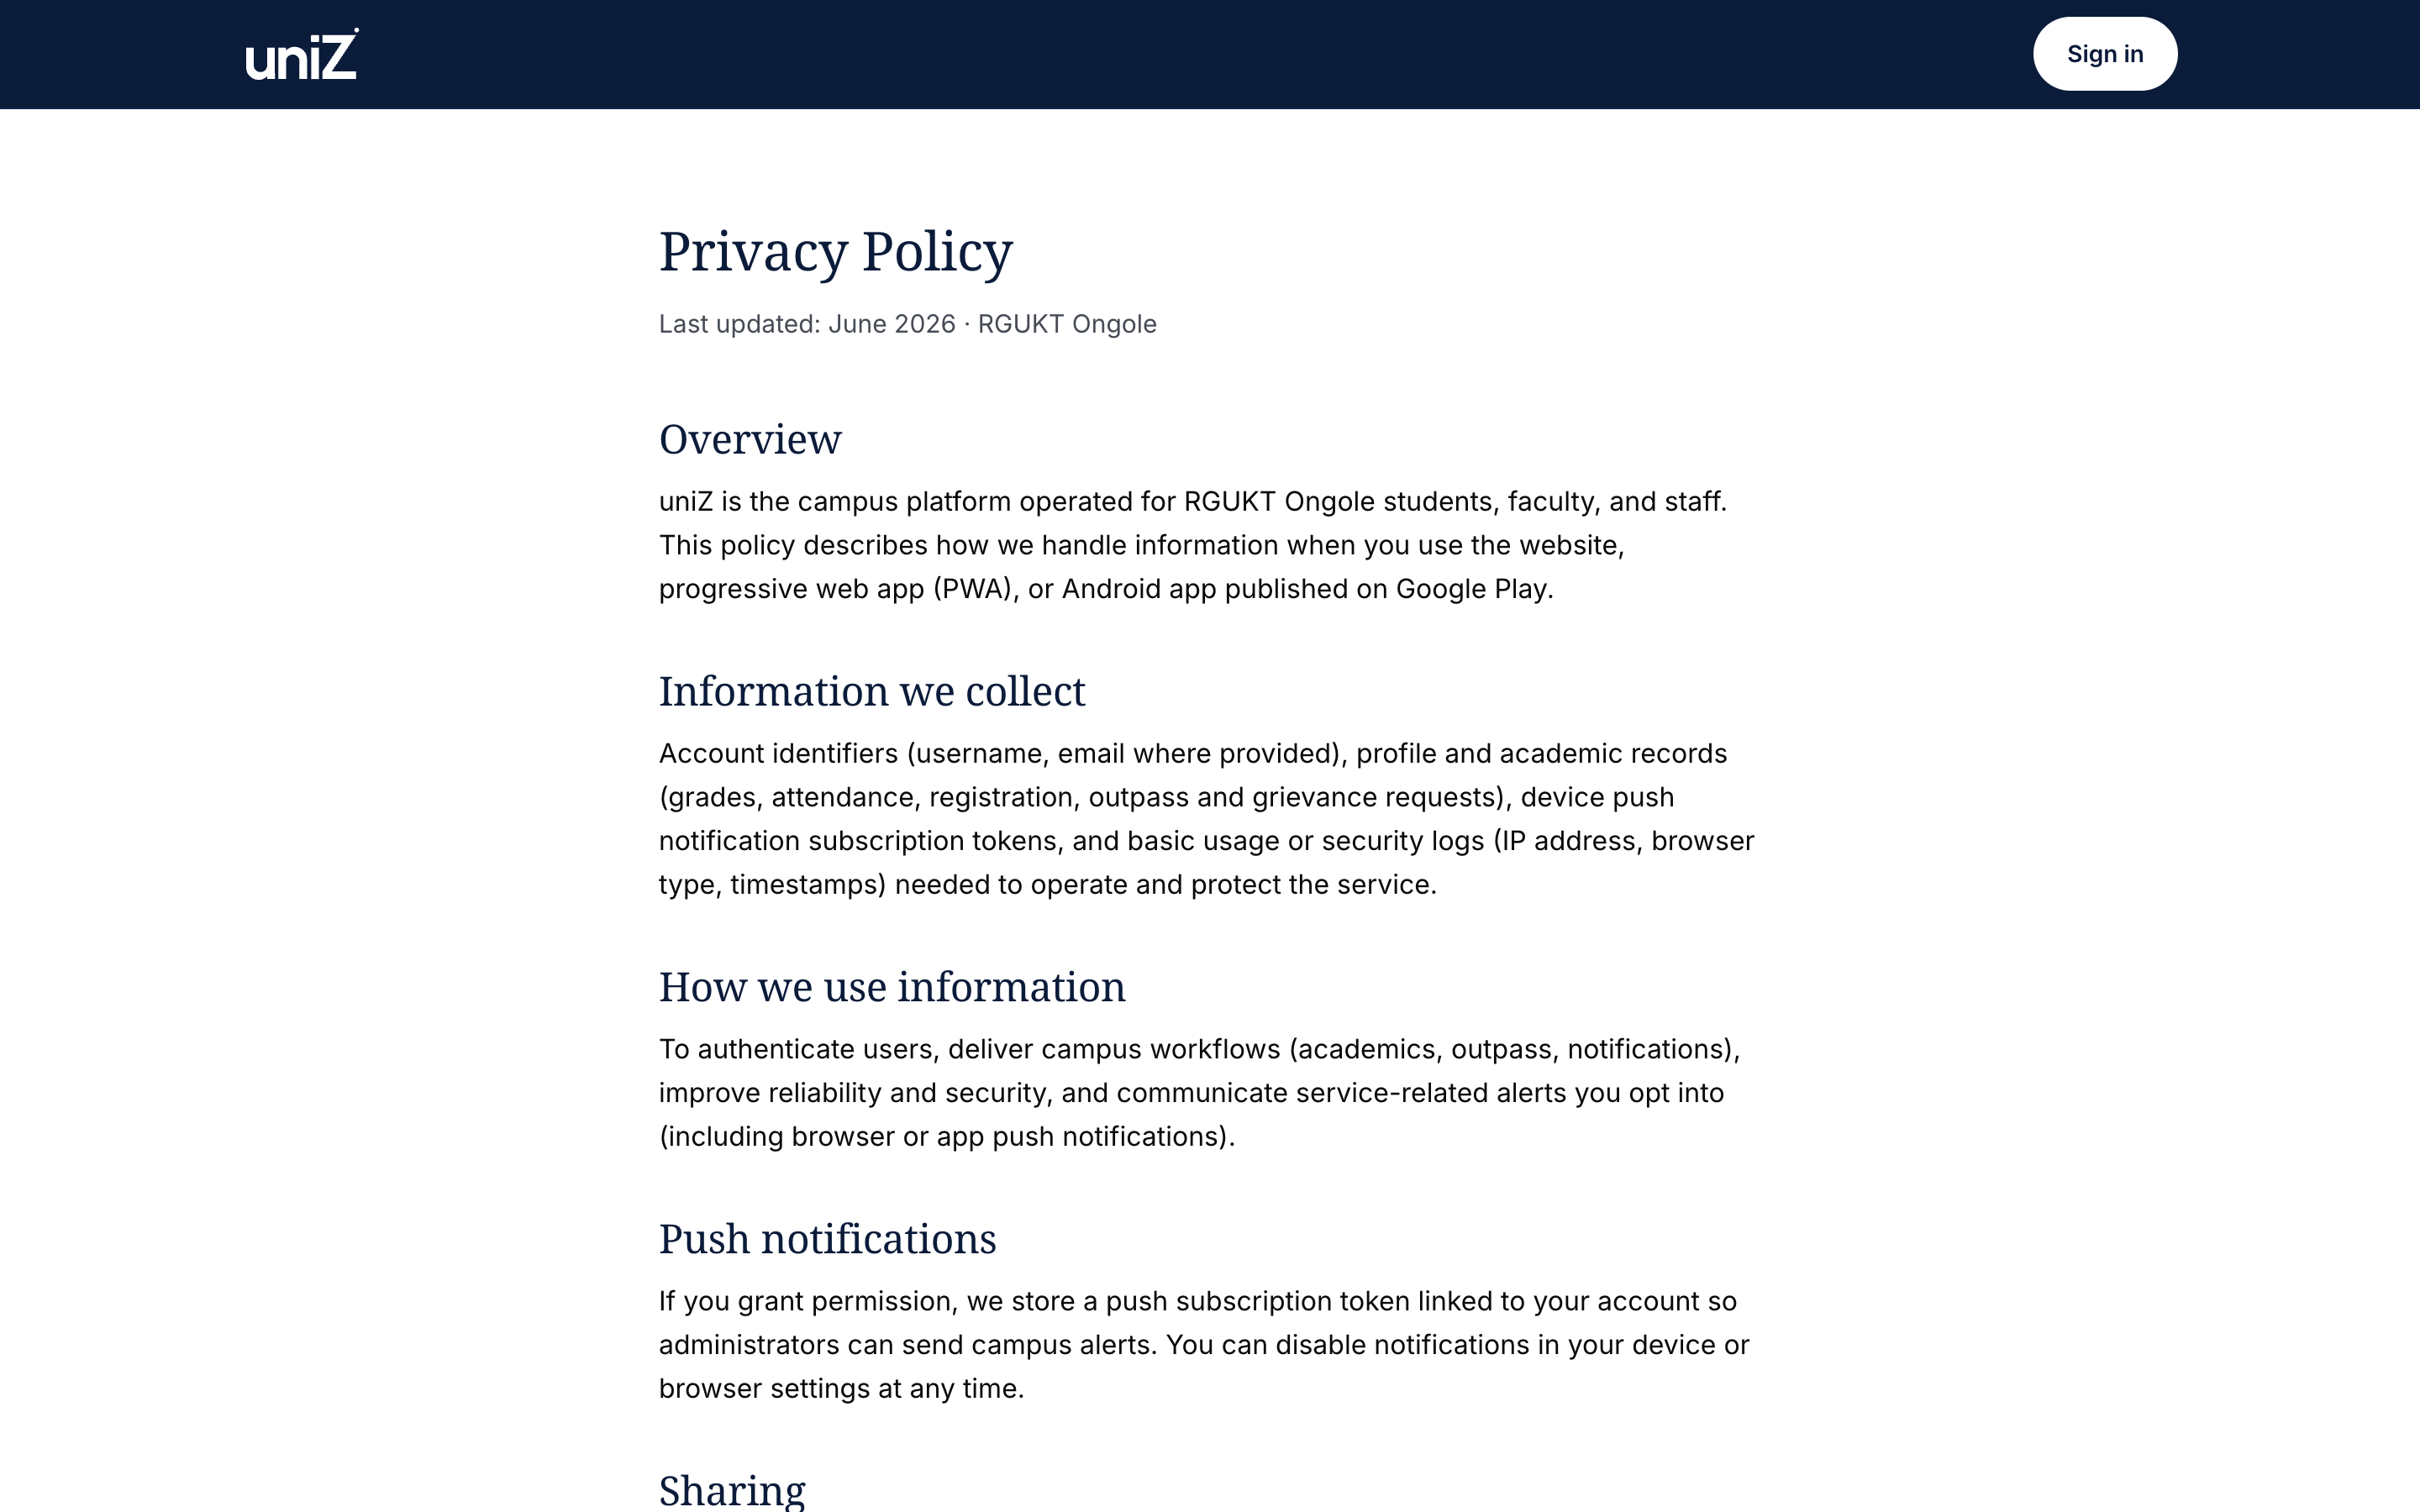 uniZ
Sign in
Privacy Policy
Last updated: June 2026 · RGUKT Ongole
Overview
uniZ is the campus platform operated for RGUKT Ongole students, faculty, and staff.
This policy describes how we handle information when you use the website,
progressive web app (PWA), or Android app published on Google Play.
Information we collect
Account identifiers (username, email where provided), profile and academic records
(grades, attendance, registration, outpass and grievance requests), device push
notification subscription tokens, and basic usage or security logs (IP address, browser
type, timestamps) needed to operate and protect the service.
How we use information
To authenticate users, deliver campus workflows (academics, outpass, notifications),
improve reliability and security, and communicate service-related alerts you opt into
(including browser or app push notifications).
Push notifications
If you grant permission, we store a push subscription token linked to your account so
administrators can send campus alerts. You can disable notifications in your device or
browser settings at any time.
Sharing